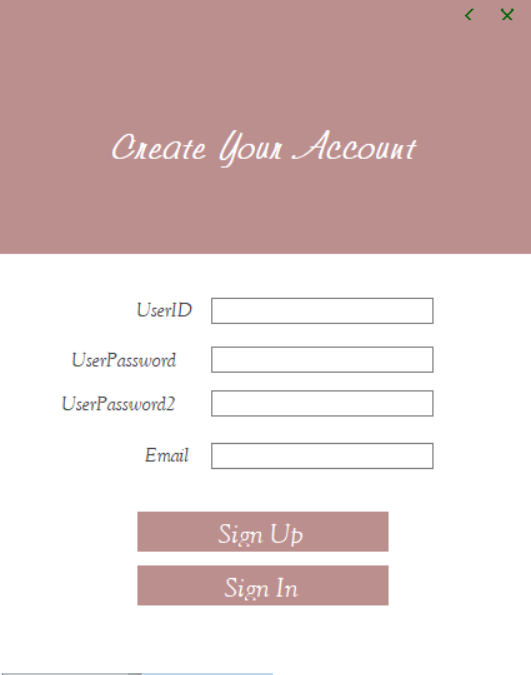 Create Your Account
UserID
UserPassword
UserPassword2
Email
Sign Up
Sign In